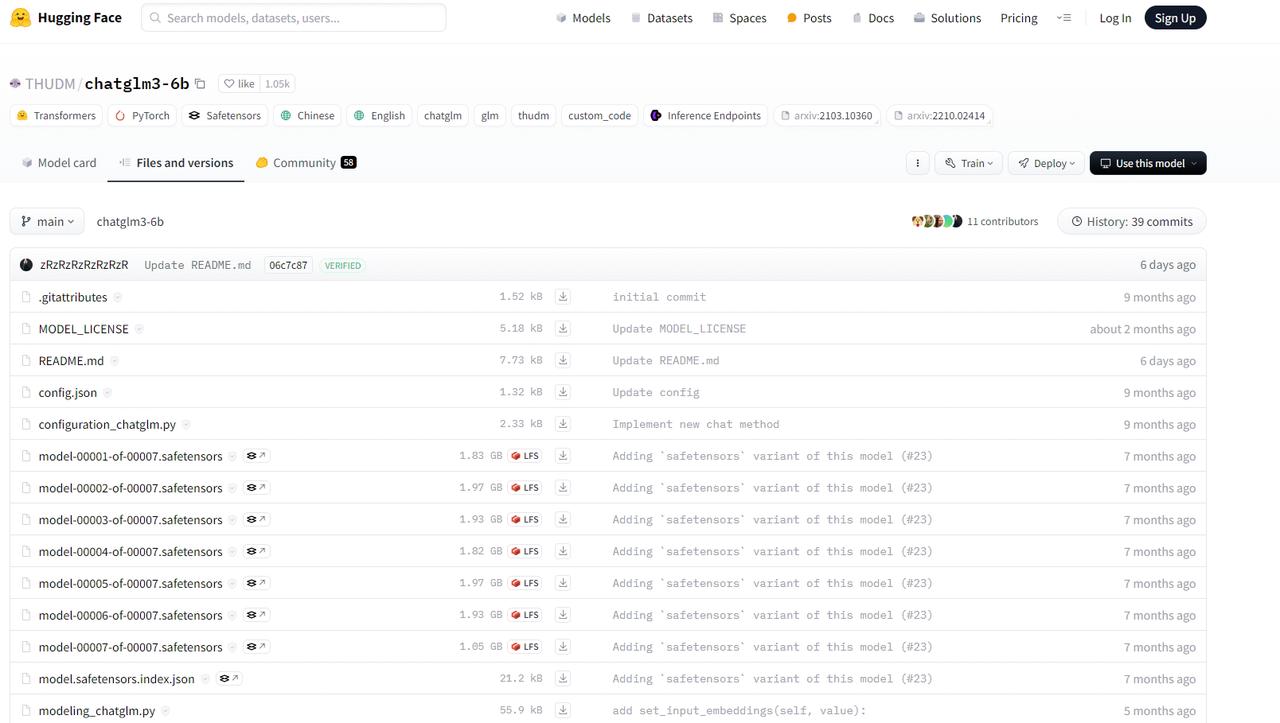 Hugging Face Search models, datasets, users... Models Datasets Spaces Posts Docs Solutions Pricing Log In Sign Up
THUDM/chatglm3-6b like 1.05k
Transformers PyTorch Safetensors Chinese English chatglm glm thudm custom_code Inference Endpoints arxiv:2103.10360 arxiv:2210.02414
Model card Files and versions Community 58 Train Deploy Use this model
main chatglm3-6b 11 contributors History: 39 commits
zRzRzRzRzRzRzR Update README.md 06c7c87 VERIFIED 6 days ago
.gitattributes 1.52 kB initial commit 9 months ago
MODEL_LICENSE 5.18 kB Update MODEL_LICENSE about 2 months ago
README.md 7.73 kB Update README.md 6 days ago
config.json 1.32 kB Update config 9 months ago
configuration_chatglm.py 2.33 kB Implement new chat method 9 months ago
model-00001-of-00007.safetensors 1.83 GB LFS Adding `safetensors` variant of this model (#23) 7 months ago
model-00002-of-00007.safetensors 1.97 GB LFS Adding `safetensors` variant of this model (#23) 7 months ago
model-00003-of-00007.safetensors 1.93 GB LFS Adding `safetensors` variant of this model (#23) 7 months ago
model-00004-of-00007.safetensors 1.82 GB LFS Adding `safetensors` variant of this model (#23) 7 months ago
model-00005-of-00007.safetensors 1.97 GB LFS Adding `safetensors` variant of this model (#23) 7 months ago
model-00006-of-00007.safetensors 1.93 GB LFS Adding `safetensors` variant of this model (#23) 7 months ago
model-00007-of-00007.safetensors 1.05 GB LFS Adding `safetensors` variant of this model (#23) 7 months ago
model.safetensors.index.json 21.2 kB Adding `safetensors` variant of this model (#23) 7 months ago
modeling_chatglm.py 55.9 kB add set_input_embeddings(self, value): 5 months ago